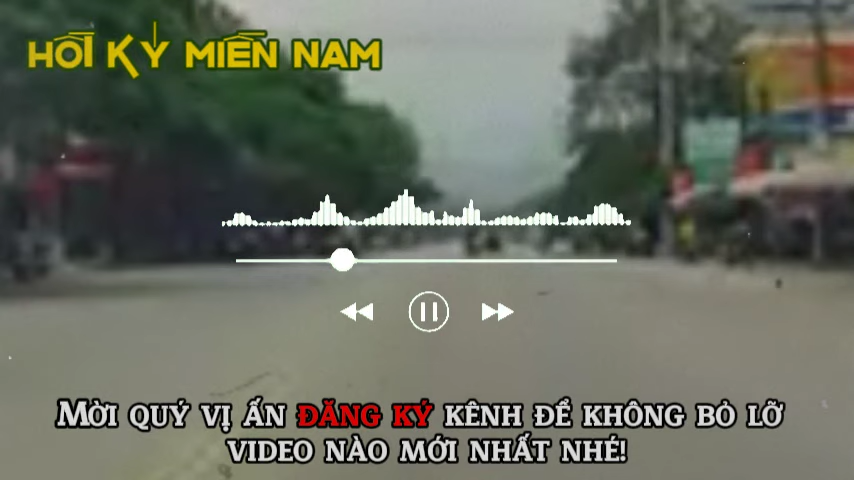 HỒI KÝ MIỀN NAM
MỜI QUÝ VỊ ẤN ĐĂNG KÝ KÊNH ĐỂ KHÔNG BỎ LỠ
VIDEO NÀO MỚI NHẤT NHÉ!